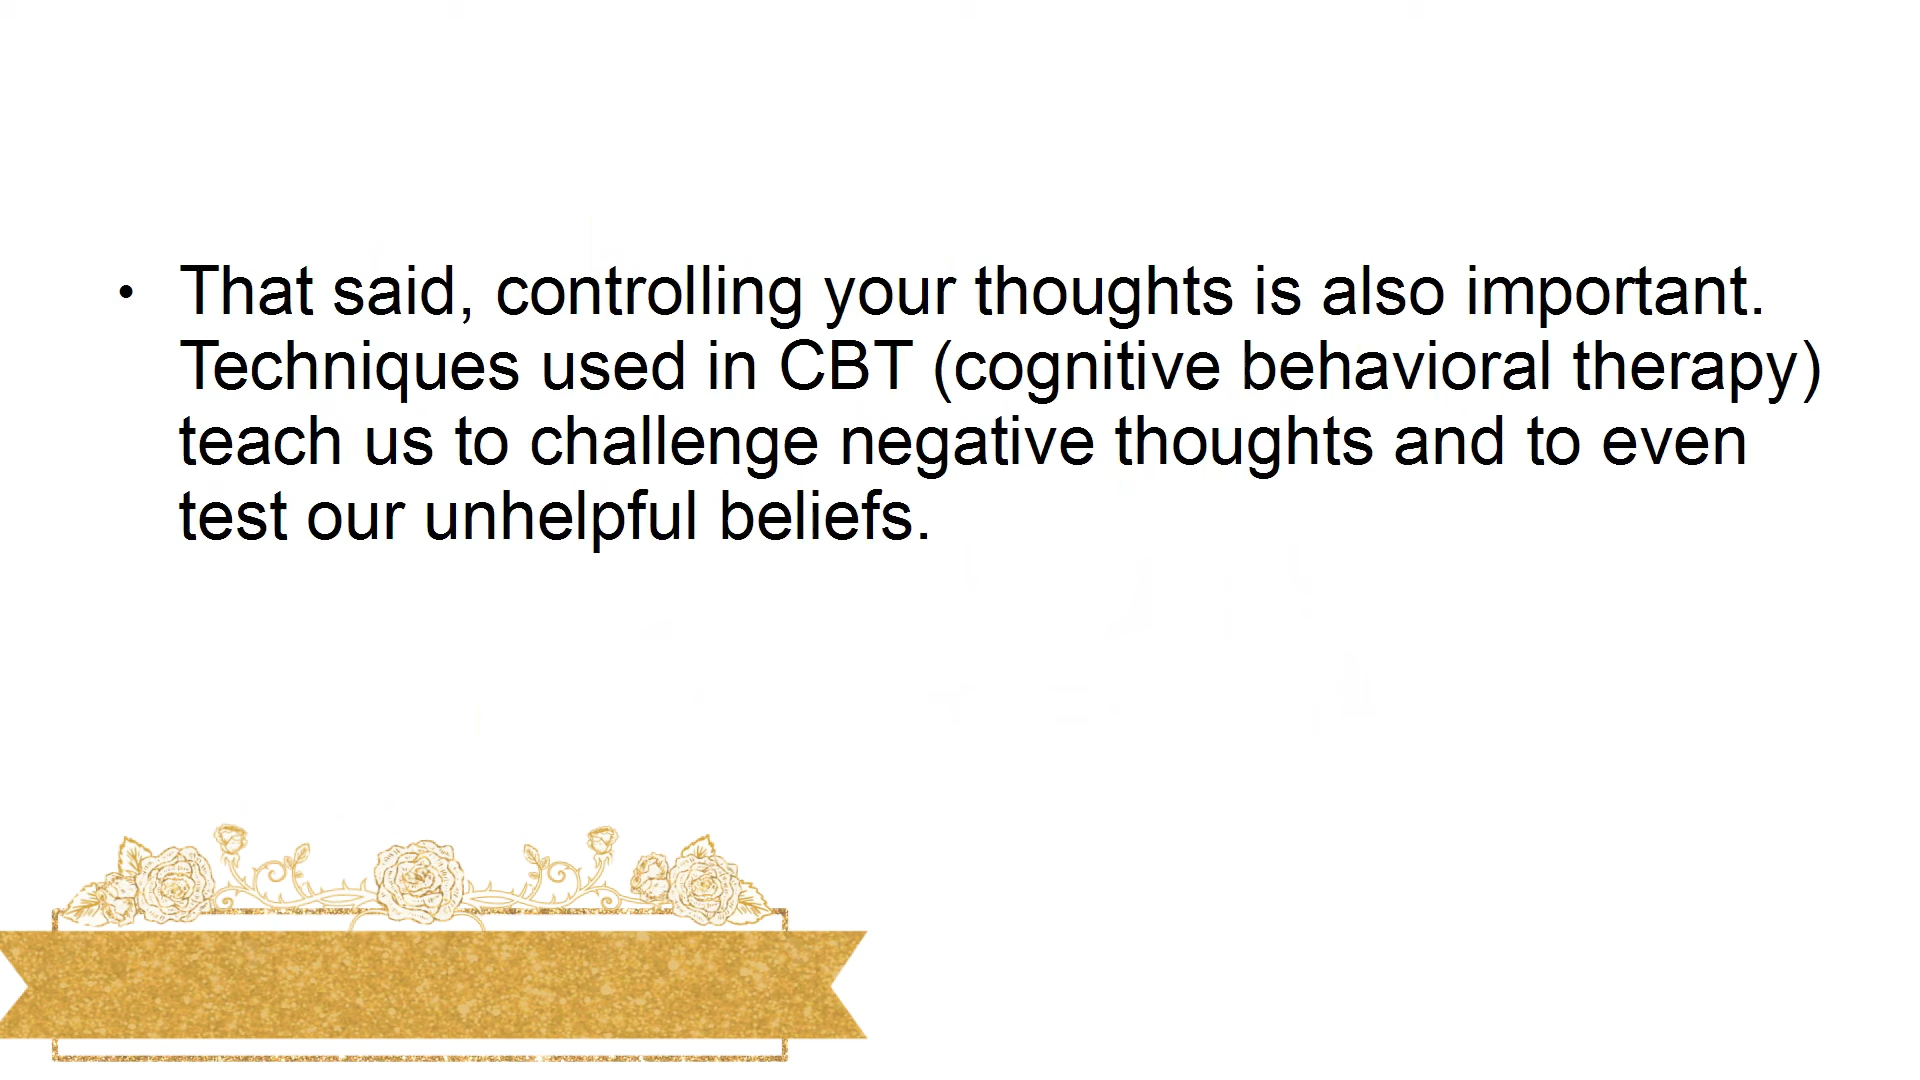 • That said, controlling your thoughts is also important.
Techniques used in CBT (cognitive behavioral therapy)
teach us to challenge negative thoughts and to even
test our unhelpful beliefs.